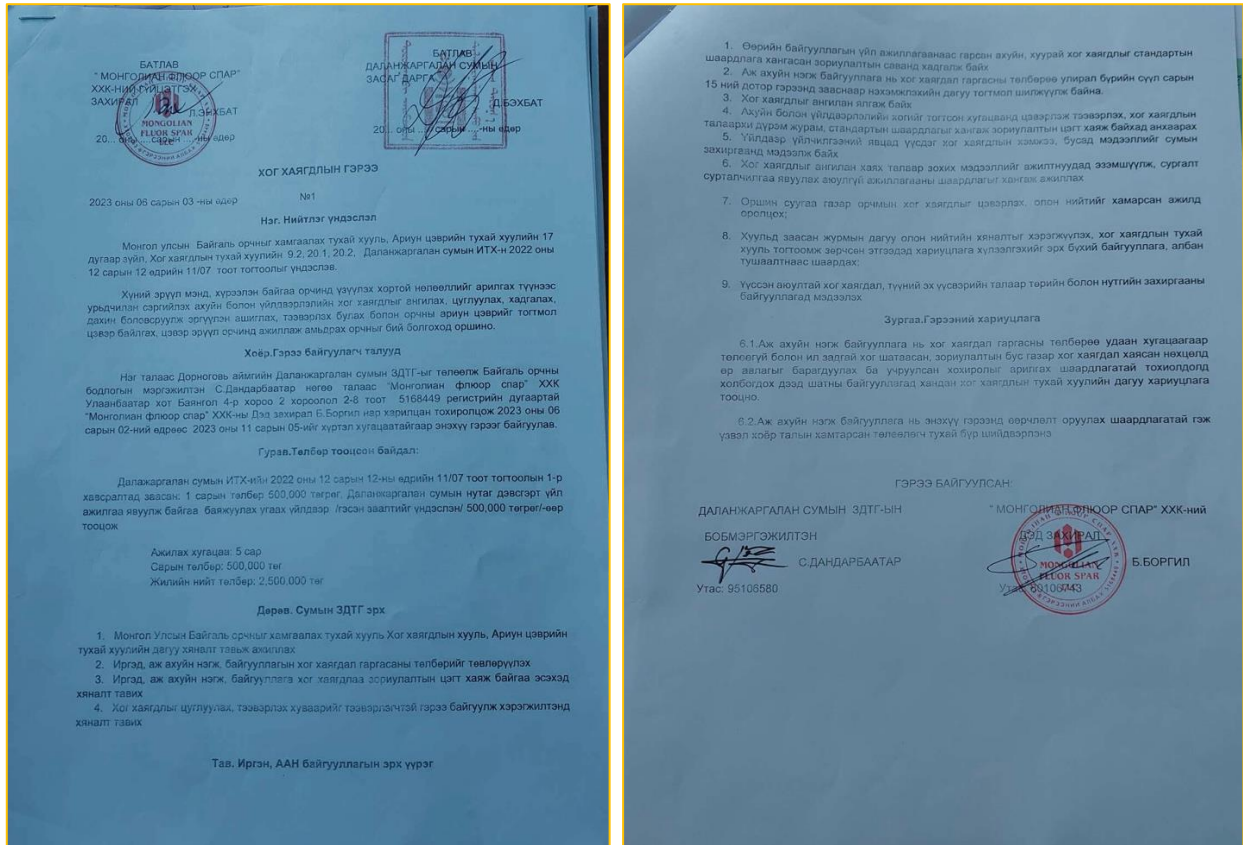 БАТЛАВ
" МОНГОЛИАН ФЛЮОР СПАР"
ХХК-НИЙ ГҮЙЦЭТГЭХ
ЗАХИРАЛ
Л.ЭРХБАТ
20... оны ... сарын ... -ны өдөр
MONGOLIAN
FLUOR SPAR
LLC
БАТЛАВ
ДАЛАНЖАРГАЛАН СУМЫН
ЗАСАГ ДАРГА
Д.БЭХБАТ
20... оны ... сарын ...-ны өдөр
ХОГ ХАЯГДЛЫН ГЭРЭЭ
2023 оны 06 сарын 03 -ны өдөр №1
Нэг. Нийтлэг үндэслэл
Монгол улсын Байгаль орчныг хамгаалах тухай хууль, Ариун цэврийн тухай хуулийн 17
дугаар зүйл, Хог хаягдлын тухай хуулийн 9.2, 20.1, 20.2, Даланжаргалан сумын ИТХ-н 2022 оны
12 сарын 12 өдрийн 11/07 тоот тогтоолыг үндэслэв.
Хүний эрүүл мэнд, хүрээлэн байгаа орчинд үзүүлэх хортой нөлөөллийг арилгах түүнээс
урьдчилан сэргийлэх ахуйн болон үйлдвэрлэлийн хог хаягдлыг ангилах, цуглуулах, хадгалах,
дахин боловсруулж эргүүлэн ашиглах, тээвэрлэх булах болон орчны ариун цэврийг тогтмол
цэвэр байлгах, цэвэр эрүүл орчинд ажиллаж амьдрах орчныг бий болгоход оршино.
Хоёр.Гэрээ байгуулагч талууд
Нэг талаас Дорноговь аймгийн Даланжаргалан сумын ЗДТГ-ыг төлөөлж Байгаль орчны
бодлогын мэргэжилтэн С.Дандарбаатар нөгөө талаас "Монголиан флюор спар" ХХК
Улаанбаатар хот Баянгол 4-р хороо 2 хороолол 2-8 тоот 5168449 регистрийн дугаартай
"Монголиан флюор спар" ХХК-ны Дэд захирал Б.Боргил нар харилцан тохиролцож 2023 оны 06
сарын 02-ний өдрөөс 2023 оны 11 сарын 05-ийг хүртэл хугацаатайгаар энэхүү гэрээг байгуулав.
Гурав.Төлбөр тооцсон байдал:
Далажаргалан сумын ИТХ-ийн 2022 оны 12 сарын 12-ны өдрийн 11/07 тоот тогтоолын 1-р
хавсралтад заасан: 1 сарын төлбөр 500,000 төгрөг. Даланжаргалан сумын нутаг дэвсгэрт үйл
ажилгаа явуулж байгаа баяжуулах угаах үйлдвэр /гэсэн заалтийг үндэслэн/ 500,000 төгрөг/-өөр
тооцож
Ажилах хугацаа: 5 сар
Сарын төлбөр: 500,000 төг
Жилийн нийт төлбөр: 2,500,000 төг
Дөрөв. Сумын ЗДТГ эрх
1. Монгол Улсын Байгаль орчныг хамгаалах тухай хууль Хог хаягдлын хууль, Ариун цэврийн
тухай хуулийн дагуу хяналт тавьж ажиллах
2. Иргэд, аж ахуйн нэгж, байгууллагын хог хаягдал гаргасаны төлбөрийг төвлөрүүлэх
3. Иргэд, аж ахуйн нэгж, байгууллага хог хаягдлаа зориулалтын цэгт хаяж байгаа эсэхэд
хяналт тавих
4. Хог хаягдлыг цуглуулах, тээвэрлэх хуваарийг тээвэрлэгчтэй гэрээ байгуулж хэрэгжилтэнд
хяналт тавих
Тав. Иргэн, ААН байгууллагын эрх үүрэг
1. Өөрийн байгууллагын үйл ажиллагаанаас гарсон ахуйн, хуурай хог хаягдлыг стандартын
шаардлага хангасан зориулалтын саванд хадгалж байх
2. Аж ахуйн нэгж байгууллага нь хог хаягдал гаргасны төлбөрөө улирал бүрийн сүүл сарын
15 ний дотор гэрээнд зааснаар нэхэмжлэхийн дагуу тогтмол шилжүүлж байна.
3. Хог хаягдлыг ангилан ялгаж байх
4. Ахуйн болон үйлдвэрлэлийн хогийг тогтсон хугацаанд цэвэрлэж тээвэрлэх, хог хаягдлын
талаархи дүрэм журам, стандартын шаардлагыг хангаж зориулалтын цэгт хаяж байхад анхаарах
5. Үйлдвэр үйлчилгээний явцад үүсдэг хог хаягдлын хэмжээ, бусад мэдээллийг сумын
захиргаанд мэдээлж байх
6. Хог хаягдлыг ангилан хаях талаар зохих мэдээллийг ажилтнуудад эзэмшүүлж, сургалт
сурталчилгаа явуулах аюулгүй ажиллагааны шаардлагыг хангаж ажиллах
7. Оршин суугаа газар орчмын хог хаягдлыг цэвэрлэх, олон нийтийг хамарсан ажилд
оролцох;
8. Хуульд заасан журмын дагуу олон нийтийн хяналтыг хэрэгжүүлэх, хог хаягдлын тухай
хууль тогтоомж зөрчсөн этгээдэд хариуцлага хүлээлгэхийг эрх бүхий байгууллага, албан
тушаалтнаас шаардах;
9. Үүссэн аюултай хог хаягдал, түүний эх үүсвэрийн талаар төрийн болон нутгийн захиргааны
байгууллагад мэдээлэх
Зургаа.Гэрээний хариуцлага
6.1.Аж ахуйн нэгж байгууллага нь хог хаягдал гаргасны төлбөрөө удаан хугацаагаар
төлөөгүй болон ил задгай хог шатаасан, зориулалтын бус газар хог хаягдал хаясан нөхцөлд
өр авлагыг барагдуулах ба учруулсан хохирлыг арилгах шаардлагатай тохиолдолд
холбогдох дээд шатны байгууллагад хандан хог хаягдлын тухай хуулийн дагуу хариуцлага
тооцно.
6.2.Аж ахуйн нэгж байгууллага нь энэхүү гэрээнд өөрчлөлт оруулах шаардлагатай гэж
үзвэл хоёр талын хамтарсан төлөөлөгч тухай бүр шийдвэрлэнэ
ГЭРЭЭ БАЙГУУЛСАН:
ДАЛАНЖАРГАЛАН СУМЫН ЗДТГ-ЫН
БОБМЭРГЭЖИЛТЭН
С.ДАНДАРБААТАР
Утас: 95106580
" МОНГОЛИАН ФЛЮОР СПАР" ХХК-ний
ДЭД ЗАХИРАЛ
Б.БОРГИЛ
MONGOLIAN
FLUOR SPAR